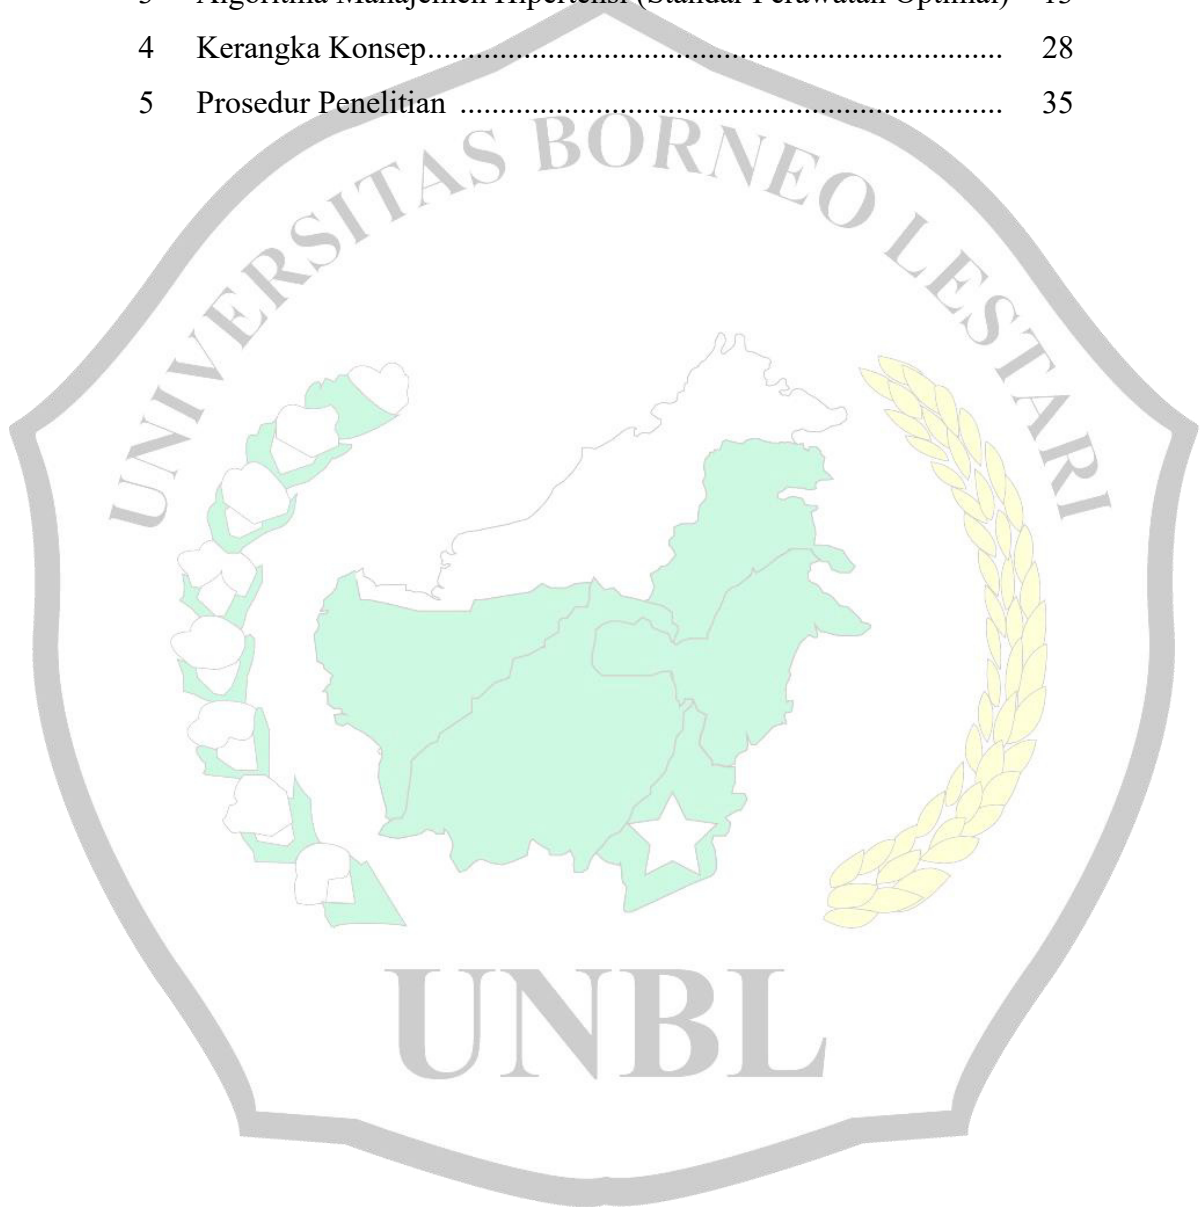 Algoritma Manajemen Hipertensi (Standar Perawatan Optimal)
4 Kerangka Konsep.......................................................................... 28
5 Prosedur Penelitian ...................................................................... 35
UNIVERSITAS BORNEO LESTARI
UNBL